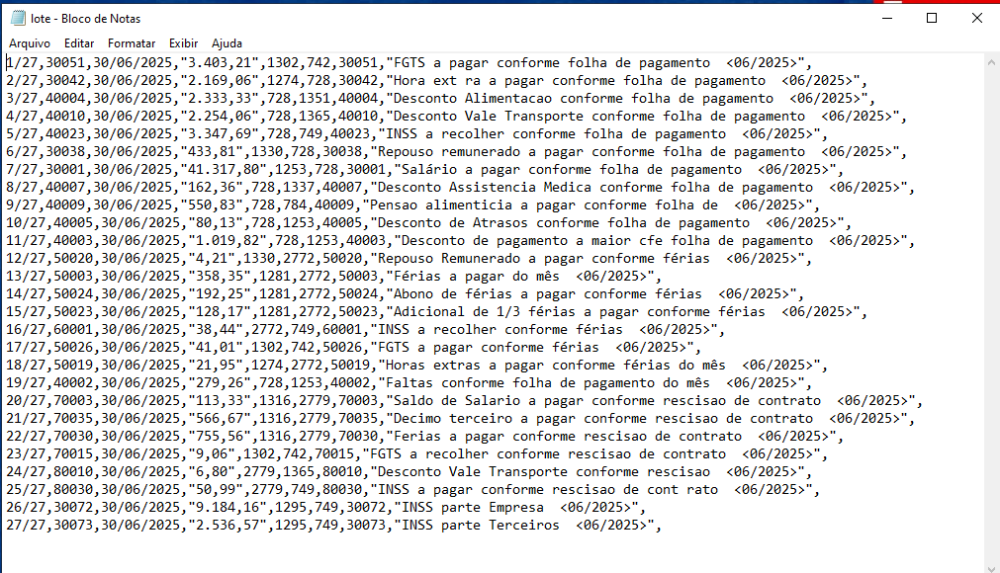 lote - Bloco de Notas
Arquivo Editar Formatar Exibir Ajuda
1/27,30051,30/06/2025,"3.403,21",1302,742,30051,"FGTS a pagar conforme folha de pagamento  <06/2025>",
2/27,30042,30/06/2025,"2.169,06",1274,728,30042,"Hora ext ra a pagar conforme folha de pagamento  <06/2025>",
3/27,40004,30/06/2025,"2.333,33",728,1351,40004,"Desconto Alimentacao conforme folha de pagamento  <06/2025>",
4/27,40010,30/06/2025,"2.254,06",728,1365,40010,"Desconto Vale Transporte conforme folha de pagamento  <06/2025>",
5/27,40023,30/06/2025,"3.347,69",728,749,40023,"INSS a recolher conforme folha de pagamento  <06/2025>",
6/27,30038,30/06/2025,"433,81",1330,728,30038,"Repouso remunerado a pagar conforme folha de pagamento  <06/2025>",
7/27,30001,30/06/2025,"41.317,80",1253,728,30001,"Salário a pagar conforme folha de pagamento  <06/2025>",
8/27,40007,30/06/2025,"162,36",728,1337,40007,"Desconto Assistencia Medica conforme folha de pagamento  <06/2025>",
9/27,40009,30/06/2025,"550,83",728,784,40009,"Pensao alimenticia a pagar conforme folha de  <06/2025>",
10/27,40005,30/06/2025,"80,13",728,1253,40005,"Desconto de Atrasos conforme folha de pagamento  <06/2025>",
11/27,40003,30/06/2025,"1.019,82",728,1253,40003,"Desconto de pagamento a maior cfe folha de pagamento  <06/2025>",
12/27,50020,30/06/2025,"4,21",1330,2772,50020,"Repouso Remunerado a pagar conforme férias  <06/2025>",
13/27,50003,30/06/2025,"358,35",1281,2772,50003,"Férias a pagar do mês  <06/2025>",
14/27,50024,30/06/2025,"192,25",1281,2772,50024,"Abono de férias a pagar conforme férias  <06/2025>",
15/27,50023,30/06/2025,"128,17",1281,2772,50023,"Adicional de 1/3 férias a pagar conforme férias  <06/2025>",
16/27,60001,30/06/2025,"38,44",2772,749,60001,"INSS a recolher conforme férias  <06/2025>",
17/27,50026,30/06/2025,"41,01",1302,742,50026,"FGTS a pagar conforme férias  <06/2025>",
18/27,50019,30/06/2025,"21,95",1274,2772,50019,"Horas extras a pagar conforme férias do mês  <06/2025>",
19/27,40002,30/06/2025,"279,26",728,1253,40002,"Faltas conforme folha de pagamento do mês  <06/2025>",
20/27,70003,30/06/2025,"113,33",1316,2779,70003,"Saldo de Salario a pagar conforme rescisao de contrato  <06/2025>",
21/27,70035,30/06/2025,"566,67",1316,2779,70035,"Decimo terceiro a pagar conforme rescisao de contrato  <06/2025>",
22/27,70030,30/06/2025,"755,56",1316,2779,70030,"Ferias a pagar conforme rescisao de contrato  <06/2025>",
23/27,70015,30/06/2025,"9,06",1302,742,70015,"FGTS a recolher conforme rescisao de contrato  <06/2025>",
24/27,80010,30/06/2025,"6,80",2779,1365,80010,"Desconto Vale Transporte conforme rescisao  <06/2025>",
25/27,80030,30/06/2025,"50,99",2779,749,80030,"INSS a pagar conforme rescisao de cont rato  <06/2025>",
26/27,30072,30/06/2025,"9.184,16",1295,749,30072,"INSS parte Empresa  <06/2025>",
27/27,30073,30/06/2025,"2.536,57",1295,749,30073,"INSS parte Terceiros  <06/2025>",